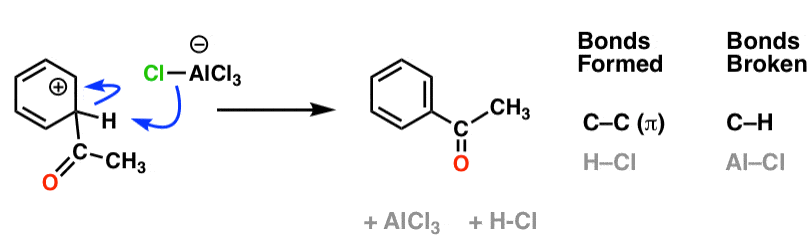 ⊖
Cl–AlCl₃
⊕
H
C–CH₃
O
CH₃
C
O
+ AlCl₃ + H-Cl
Bonds
Formed
C–C (π)
H–Cl
Bonds
Broken
C–H
Al–Cl